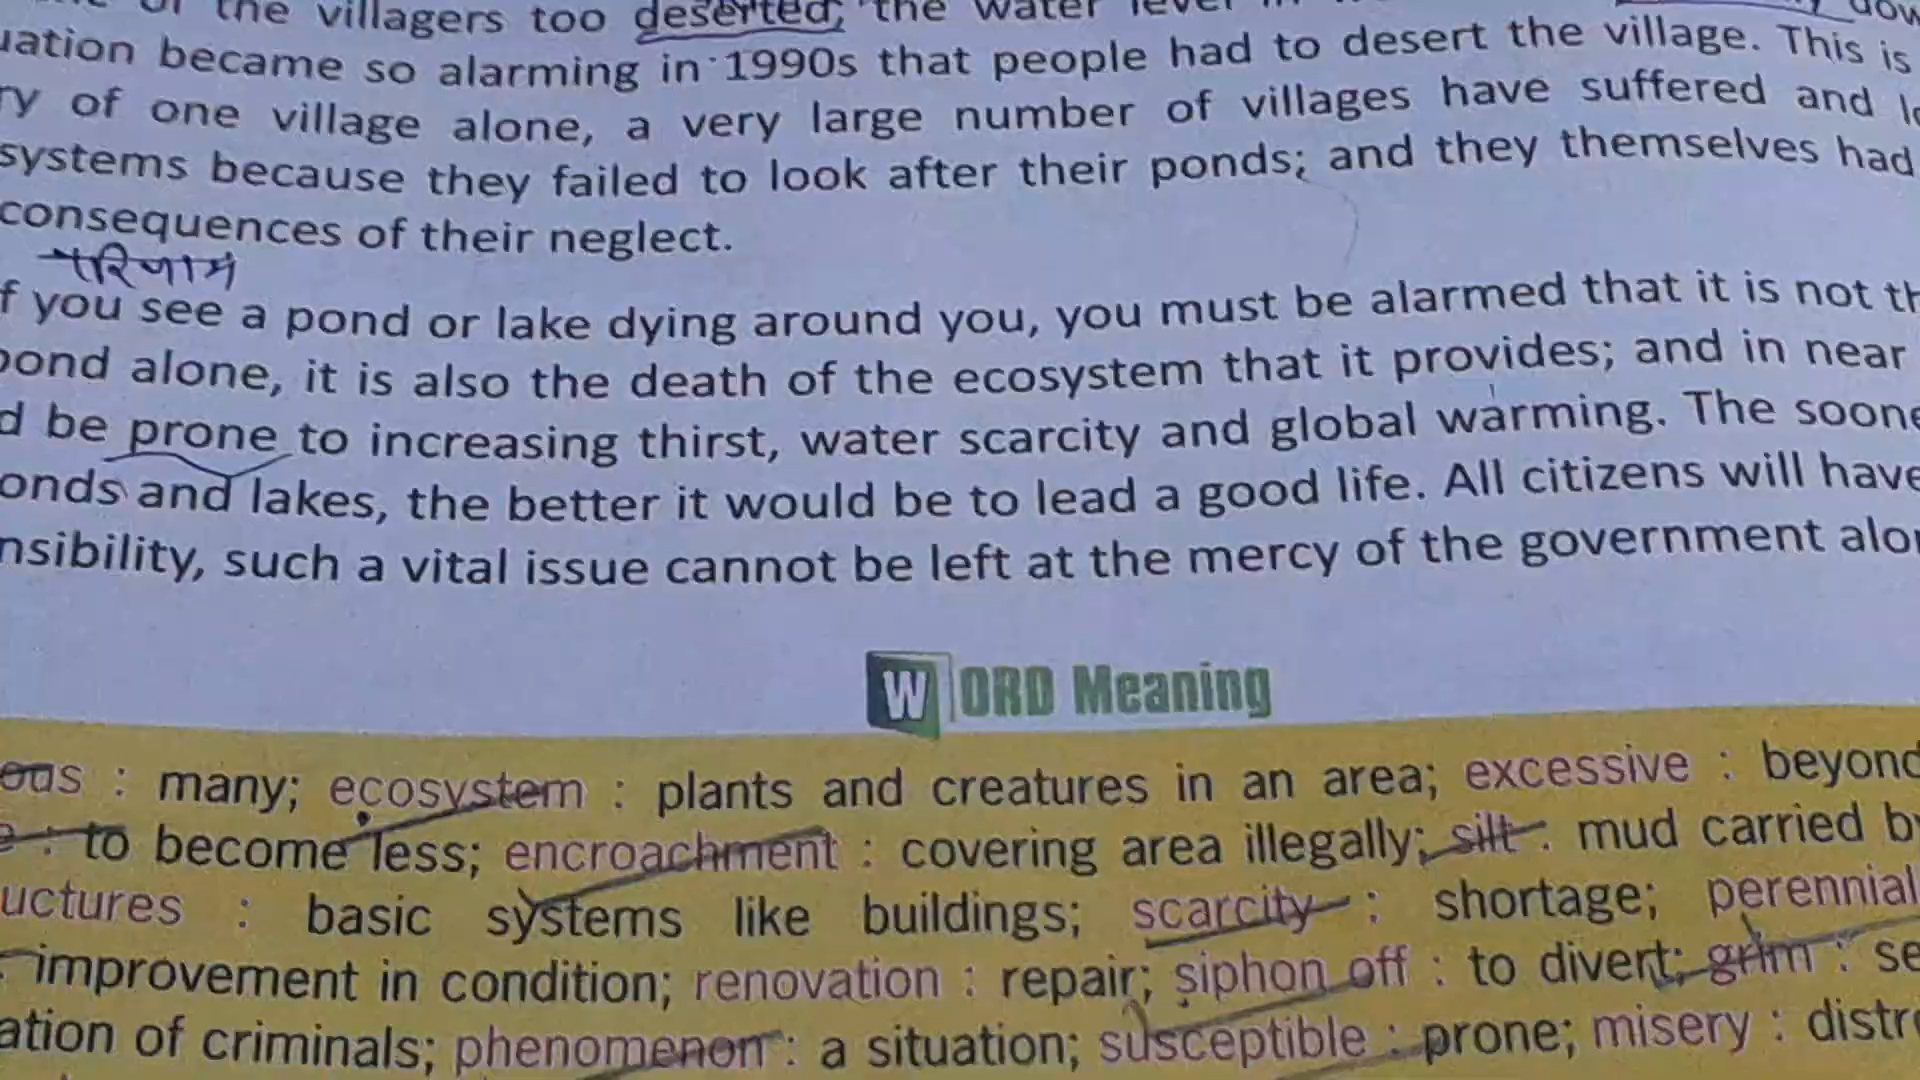 the villagers too deserted, the water level
uation became so alarming in 1990s that people had to desert the village. This is
ry of one village alone, a very large number of villages have suffered and lo
systems because they failed to look after their ponds; and they themselves had
consequences of their neglect.
परिणाम
f you see a pond or lake dying around you, you must be alarmed that it is not th
pond alone, it is also the death of the ecosystem that it provides; and in near
d be prone to increasing thirst, water scarcity and global warming. The soone
onds and lakes, the better it would be to lead a good life. All citizens will have
nsibility, such a vital issue cannot be left at the mercy of the government alon
WORD Meaning
ous : many; ecosystem : plants and creatures in an area; excessive : beyond
e : to become less; encroachment : covering area illegally; silt : mud carried by
uctures : basic systems like buildings; scarcity : shortage; perennial
improvement in condition; renovation : repair; siphon off : to divert; grim : se
ation of criminals; phenomenon : a situation; susceptible : prone; misery : distre